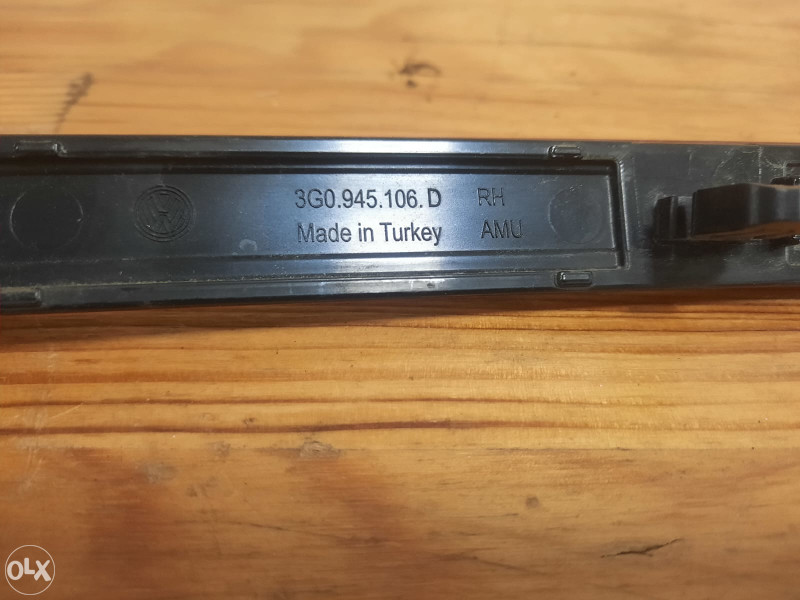 3G0.945.106.D RH
Made in Turkey AMU
OLX